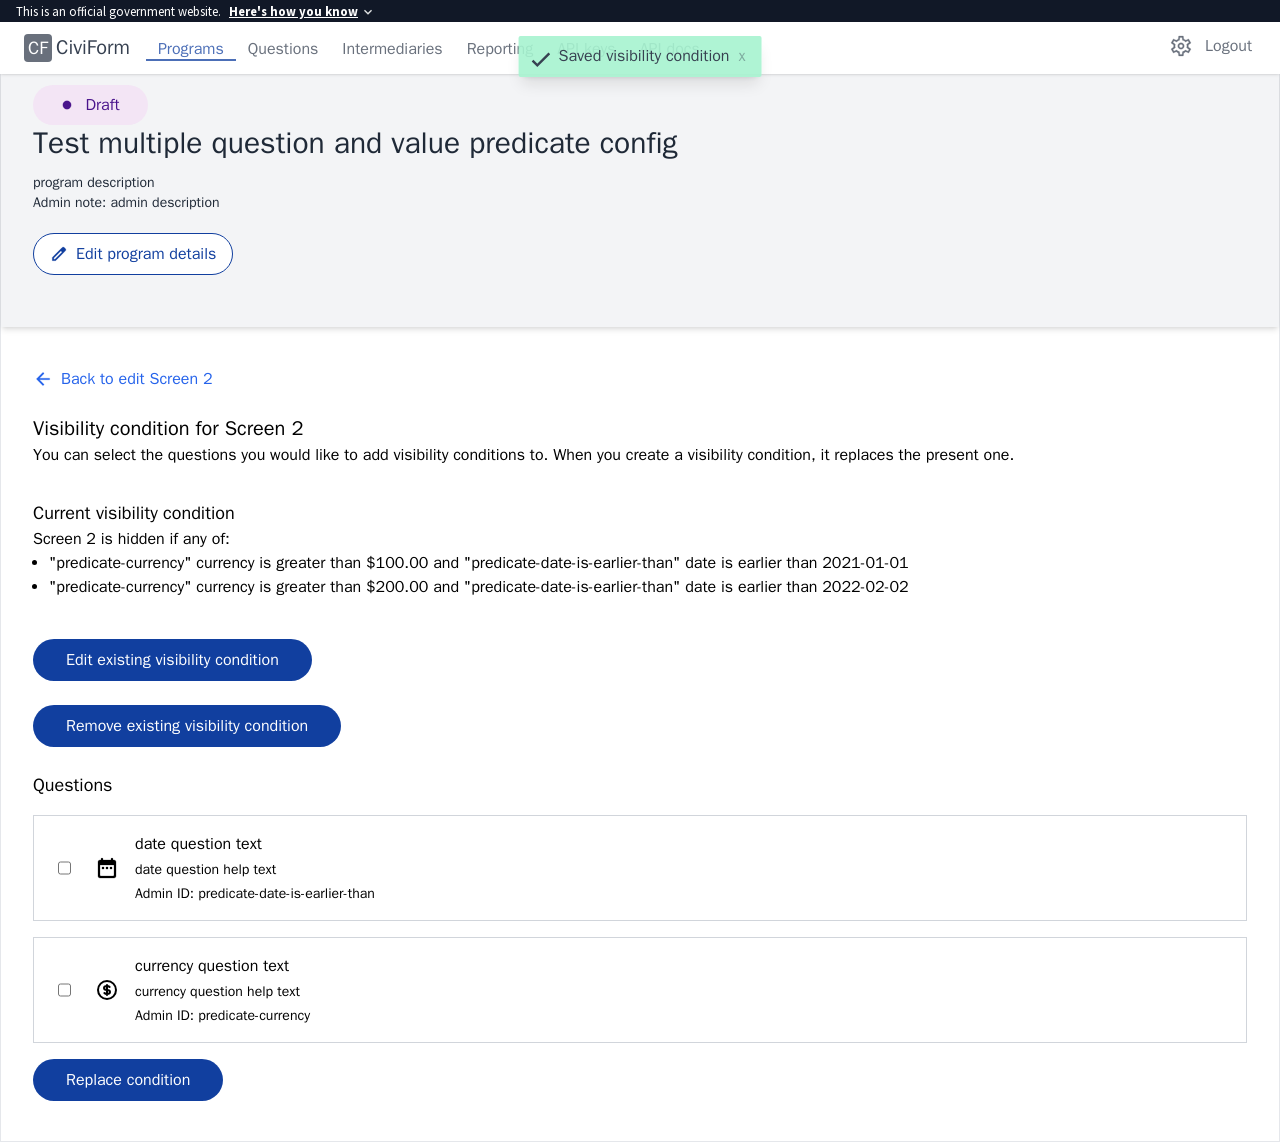 This is an official government website. Here's how you know
CF CiviForm Programs Questions Intermediaries Reporting Logout
Saved visibility condition x
Draft
Test multiple question and value predicate config
program description
Admin note: admin description
Edit program details
Back to edit Screen 2
Visibility condition for Screen 2
You can select the questions you would like to add visibility conditions to. When you create a visibility condition, it replaces the present one.
Current visibility condition
Screen 2 is hidden if any of:
• "predicate-currency" currency is greater than $100.00 and "predicate-date-is-earlier-than" date is earlier than 2021-01-01
• "predicate-currency" currency is greater than $200.00 and "predicate-date-is-earlier-than" date is earlier than 2022-02-02
Edit existing visibility condition
Remove existing visibility condition
Questions
date question text
date question help text
Admin ID: predicate-date-is-earlier-than
currency question text
currency question help text
Admin ID: predicate-currency
Replace condition